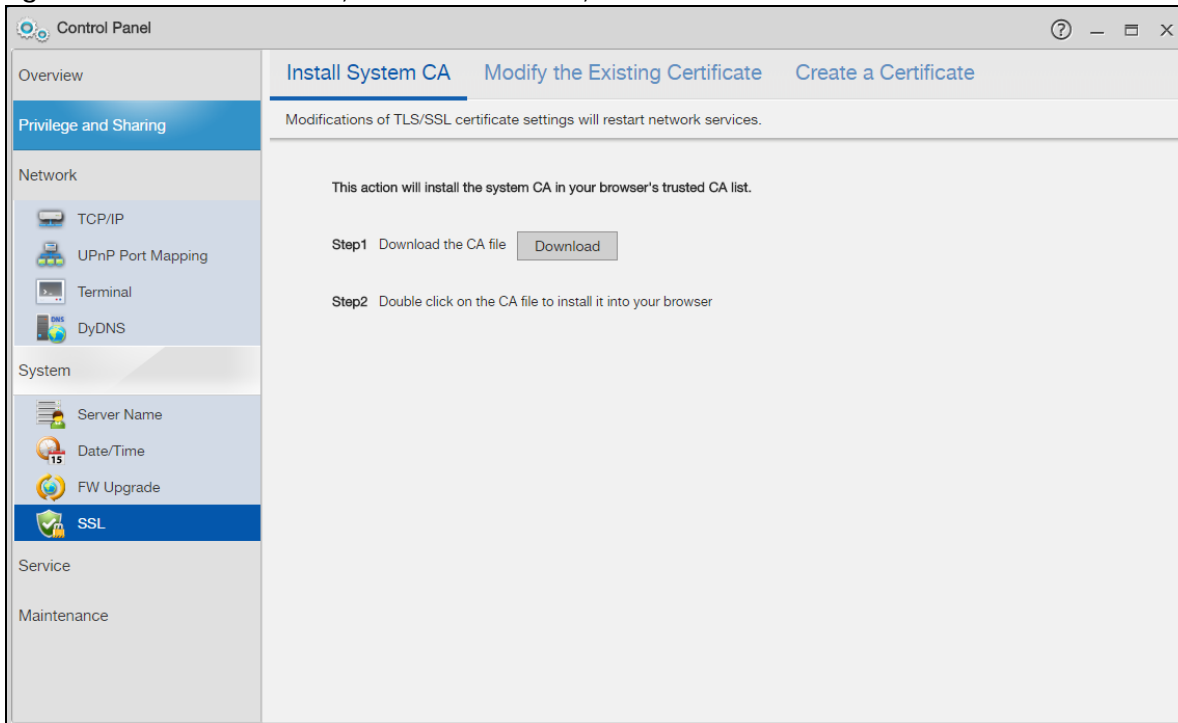 Control Panel
Overview
Privilege and Sharing
Network
TCP/IP
UPnP Port Mapping
Terminal
DNS
DyDNS
System
Server Name
15
Date/Time
FW Upgrade
SSL
Service
Maintenance
Install System CA Modify the Existing Certificate Create a Certificate
Modifications of TLS/SSL certificate settings will restart network services.
This action will install the system CA in your browser's trusted CA list.
Step1 Download the CA file Download
Step2 Double click on the CA file to install it into your browser